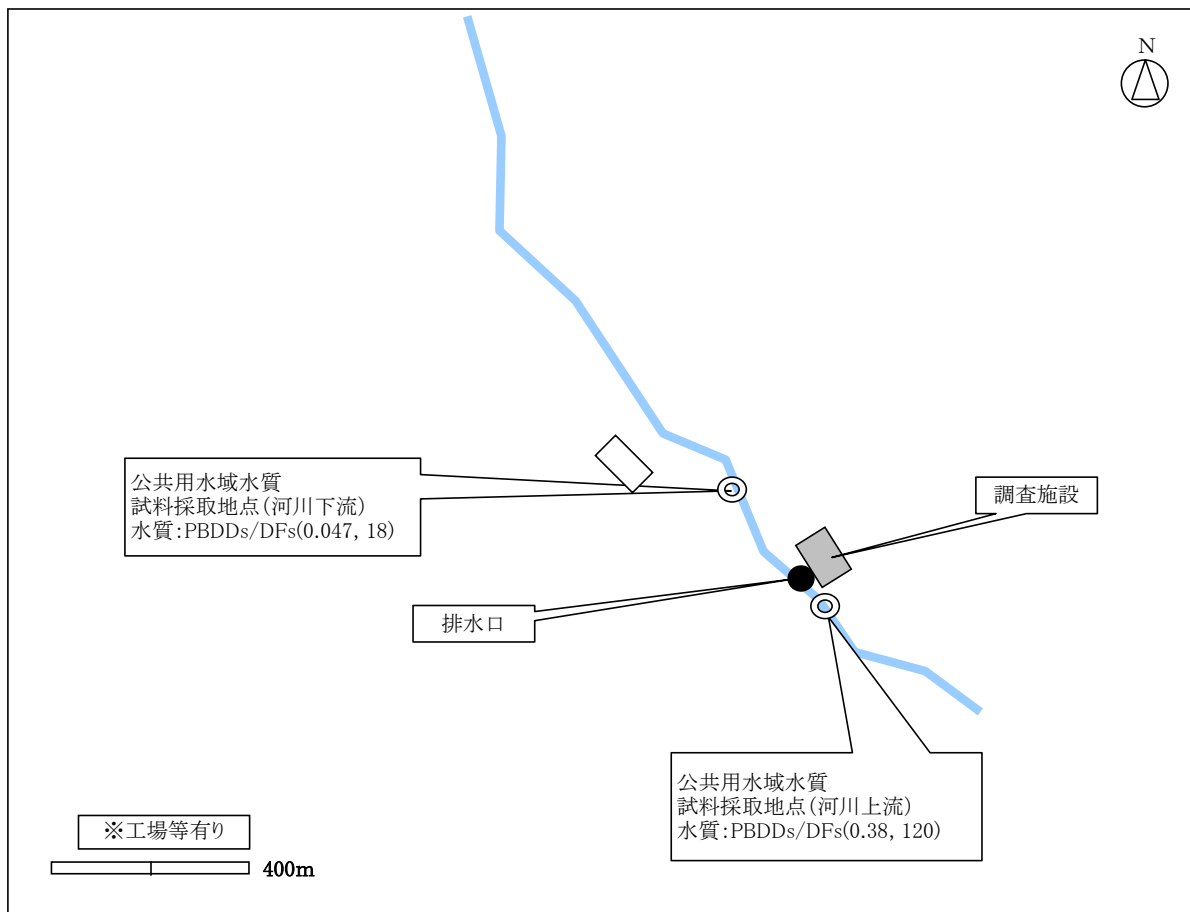 N
公共用水域水質
試料採取地点(河川下流)
水質:PBDDs/DFs(0.047, 18)
調査施設
排水口
公共用水域水質
試料採取地点(河川上流)
水質:PBDDs/DFs(0.38, 120)
※工場等有り
400m